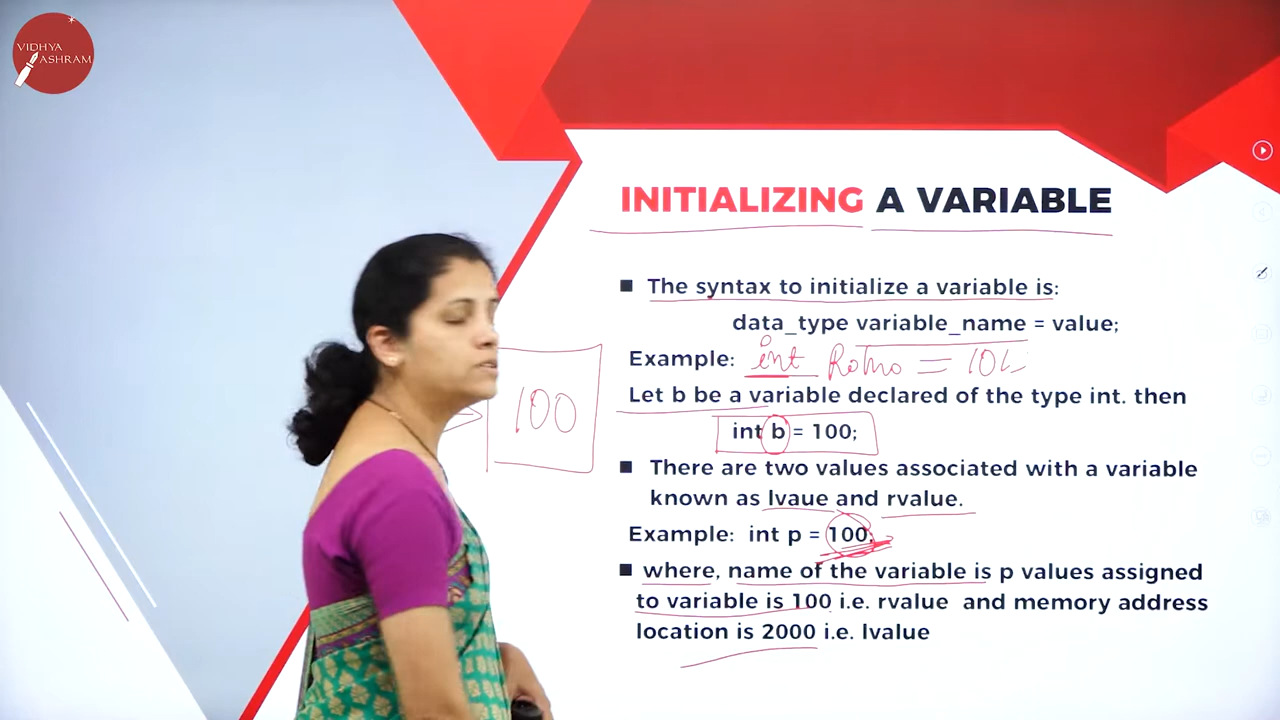 VIDHYA
ASHRAM
INITIALIZING A VARIABLE
The syntax to initialize a variable is:
data_type variable_name = value;
Example: int Rolno = 101;
Let b be a variable declared of the type int. then
int b = 100;
100
There are two values associated with a variable
known as lvaue and rvalue.
Example: int p = 100;
where, name of the variable is p values assigned
to variable is 100 i.e. rvalue and memory address
location is 2000 i.e. lvalue